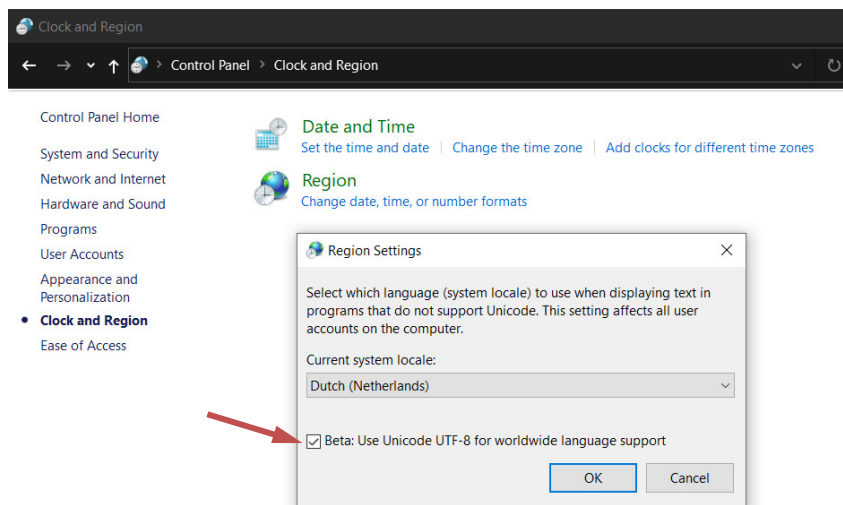 Clock and Region
Control Panel > Clock and Region
Control Panel Home
System and Security
Network and Internet
Hardware and Sound
Programs
User Accounts
Appearance and
Personalization
Clock and Region
Ease of Access
Date and Time
Set the time and date | Change the time zone | Add clocks for different time zones
Region
Change date, time, or number formats
Region Settings
Select which language (system locale) to use when displaying text in
programs that do not support Unicode. This setting affects all user
accounts on the computer.
Current system locale:
Dutch (Netherlands)
Beta: Use Unicode UTF-8 for worldwide language support
OK Cancel